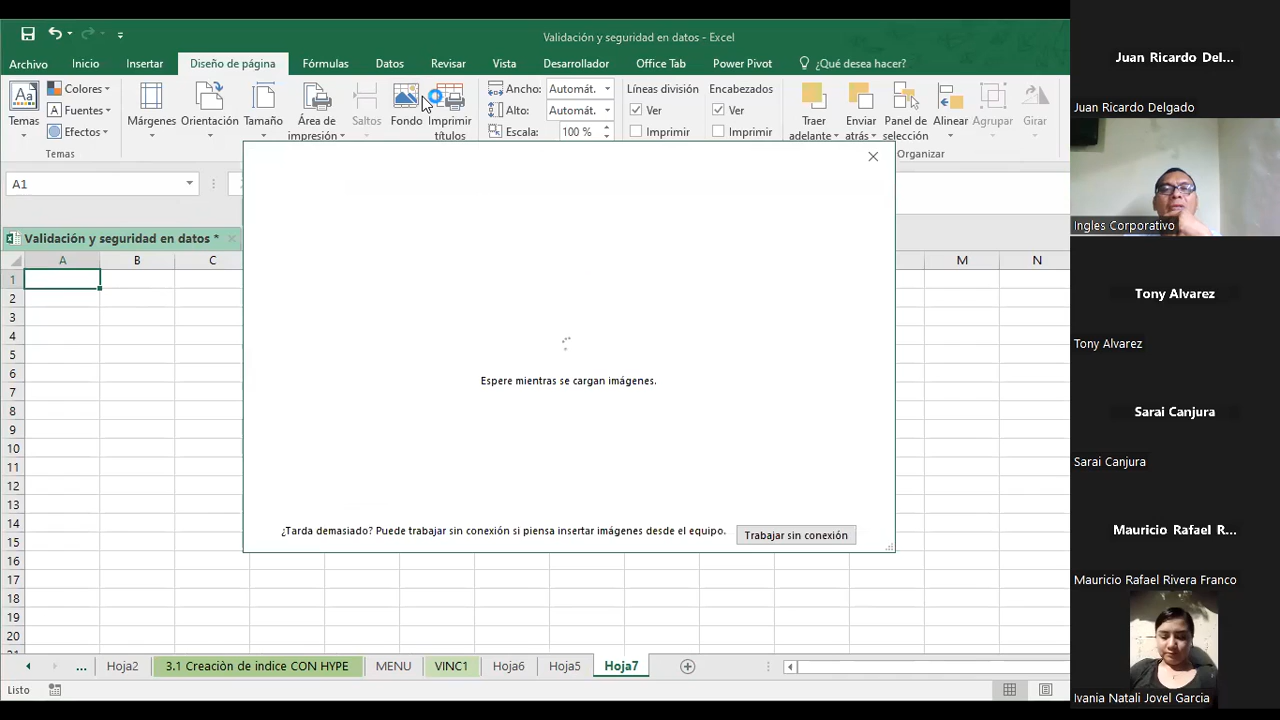 Validación y seguridad en datos - Excel
Archivo Inicio Insertar Diseño de página Fórmulas Datos Revisar Vista Desarrollador Office Tab Power Pivot ¿Qué desea hacer?
Aa
Temas
Colores
Fuentes
Efectos
Temas
Márgenes
Orientación
Tamaño
Área de impresión
Saltos
Fondo
Imprimir títulos
Ancho: Automát.
Alto: Automát.
Escala: 100 %
Líneas división
Ver
Imprimir
Encabezados
Ver
Imprimir
Traer adelante
Enviar atrás
Panel de selección
Alinear
Agrupar
Girar
Organizar
A1
Validación y seguridad en datos *
A B C M N
1
2
3
4
5
6
7
8
9
10
11
12
13
14
15
16
17
18
19
20
Espere mientras se cargan imágenes.
¿Tarda demasiado? Puede trabajar sin conexión si piensa insertar imágenes desde el equipo. Trabajar sin conexión
... Hoja2 3.1 Creaciòn de indice CON HYPE MENU VINC1 Hoja6 Hoja5 Hoja7
Listo
Juan Ricardo Del...
Juan Ricardo Delgado
Ingles Corporativo
Tony Alvarez
Tony Alvarez
Sarai Canjura
Sarai Canjura
Mauricio Rafael R...
Mauricio Rafael Rivera Franco
Ivania Natali Jovel Garcia